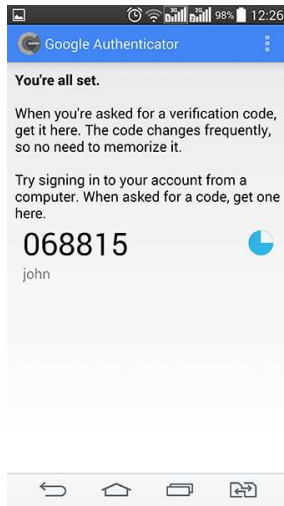 3G 2G 98% 12:26
Google Authenticator
You're all set.
When you're asked for a verification code,
get it here. The code changes frequently,
so no need to memorize it.
Try signing in to your account from a
computer. When asked for a code, get one
here.
068815
john